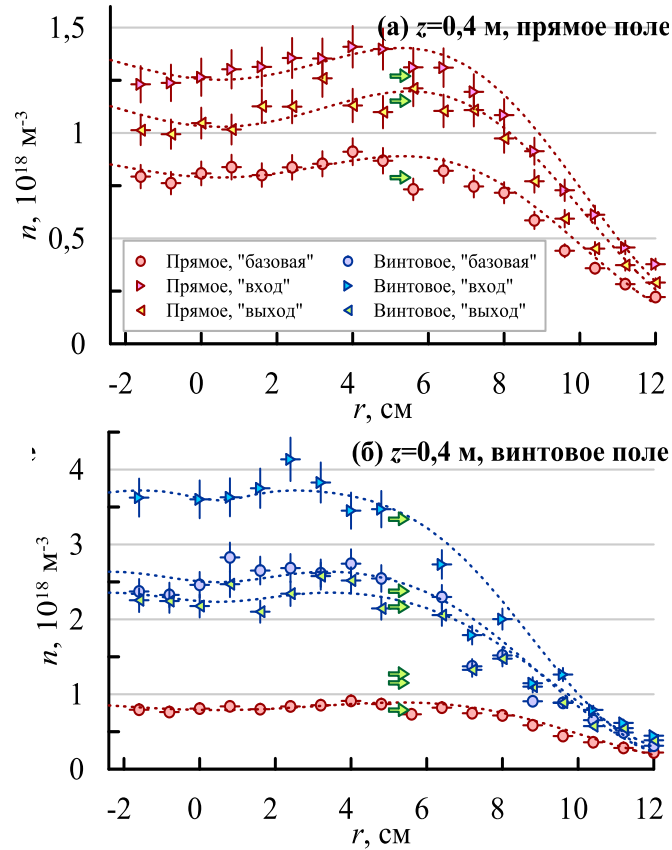 (а) z=0,4 м, прямое поле
1,5
1
0,5
0
n, 10¹⁸ м⁻³
Прямое, "базовая"
Винтовое, "базовая"
Прямое, "вход"
Винтовое, "вход"
Прямое, "выход"
Винтовое, "выход"
-2 0 2 4 6 8 10 12
r, см
(б) z=0,4 м, винтовое поле
4
3
2
1
0
n, 10¹⁸ м⁻³
-2 0 2 4 6 8 10 12
r, см